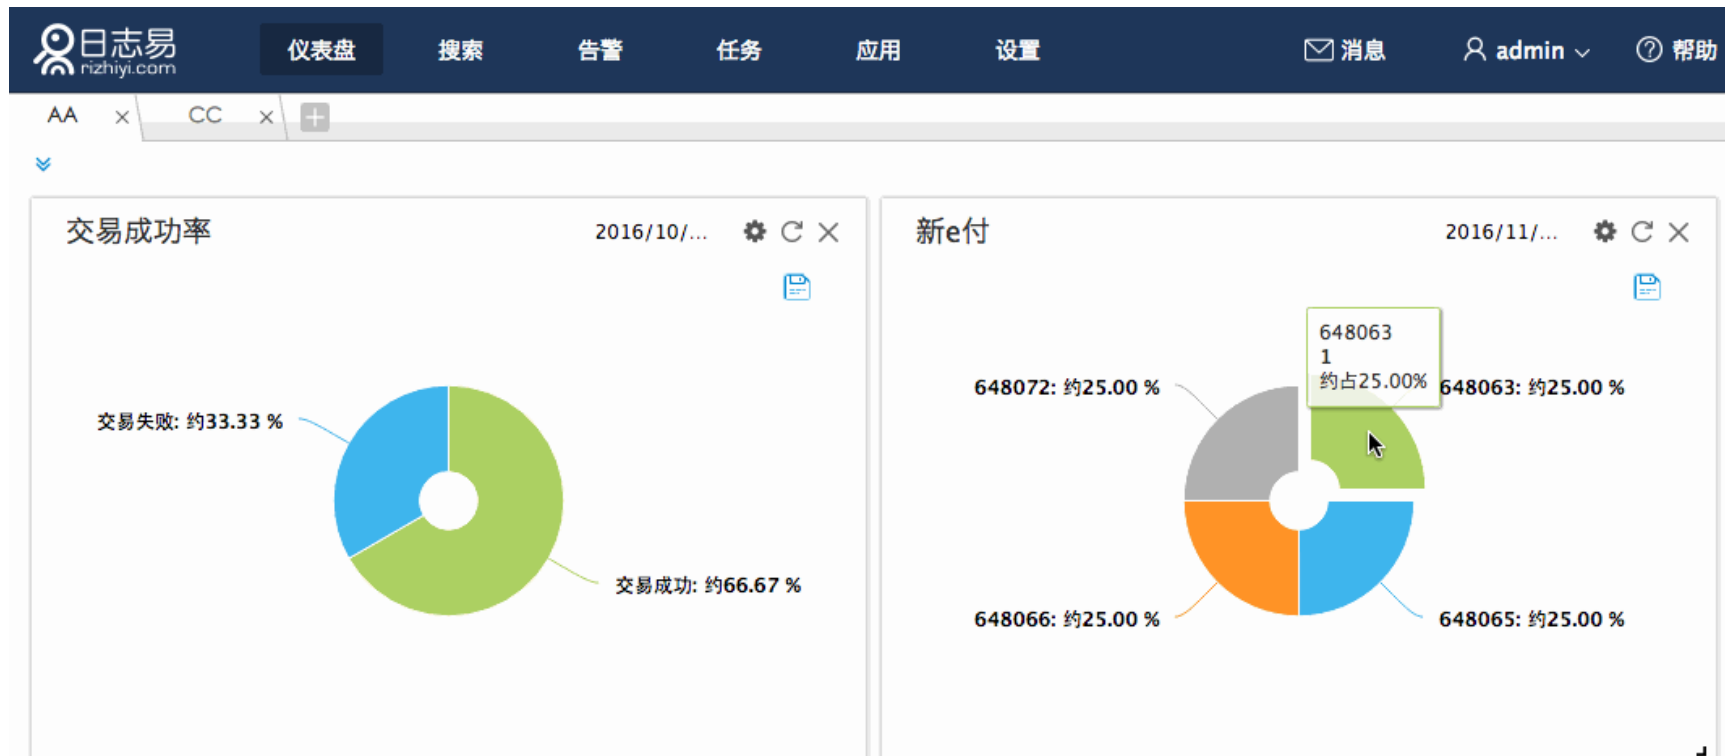 日志易
rizhiyi.com
仪表盘 搜索 告警 任务 应用 设置 消息 admin 帮助
AA CC
交易成功率 2016/10/...
新e付 2016/11/...
648063
1
约占25.00%
交易失败: 约33.33 %
交易成功: 约66.67 %
648072: 约25.00 %
648063: 约25.00 %
648066: 约25.00 %
648065: 约25.00 %